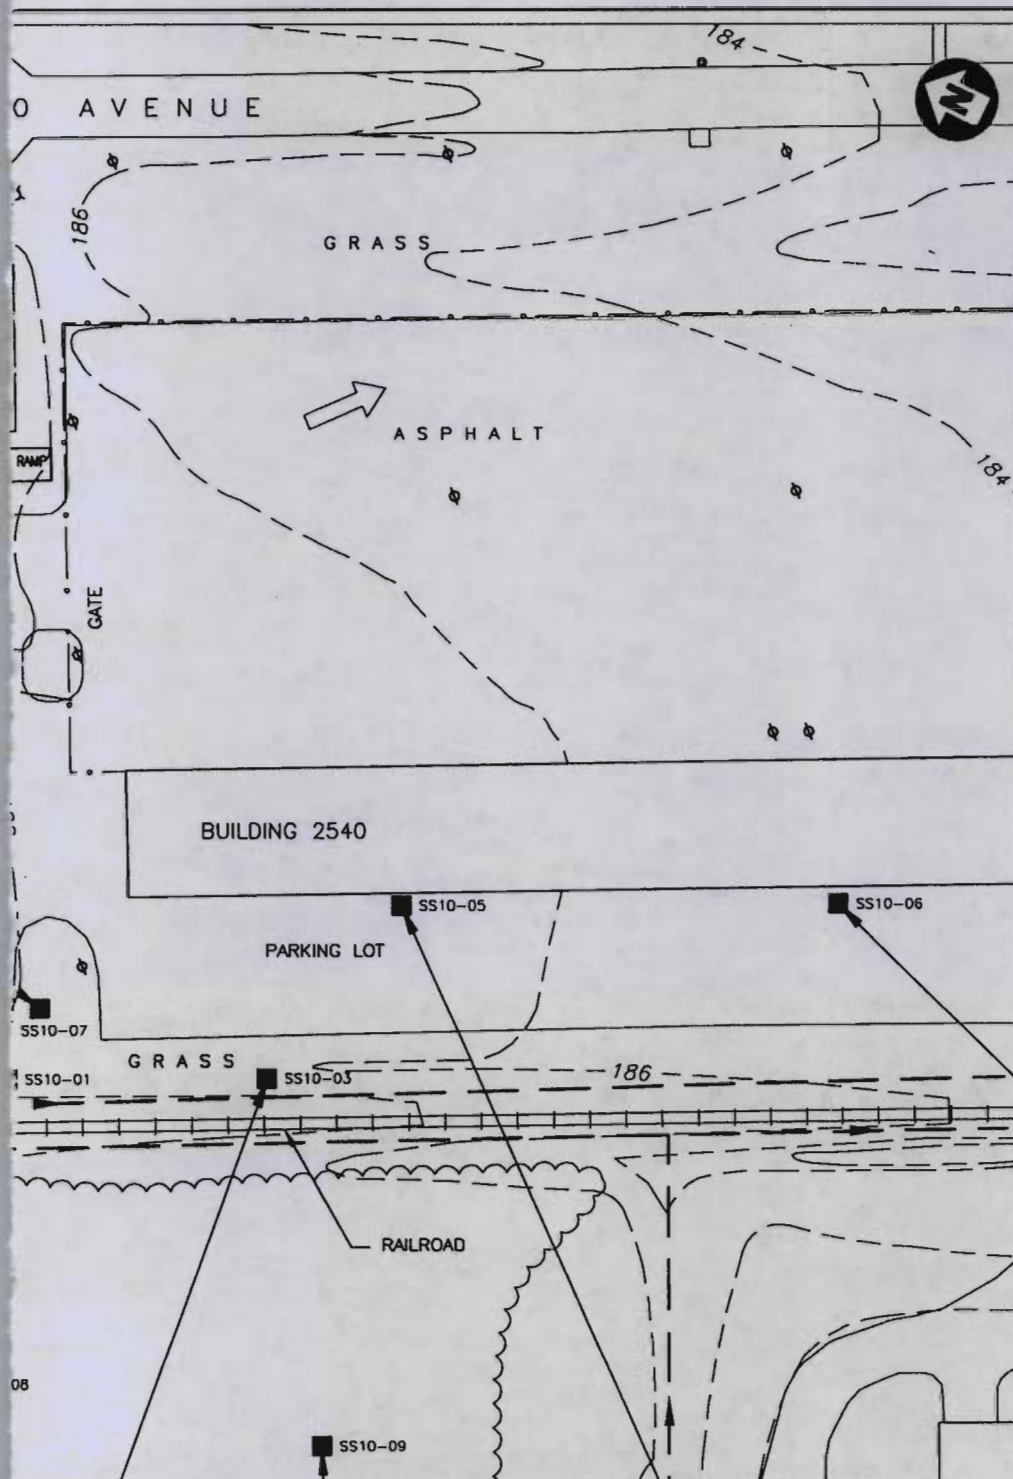 184
N
O AVENUE
186
GRASS
ASPHALT
184
RAMP
GATE
BUILDING 2540
SS10-05
SS10-06
PARKING LOT
SS10-07
GRASS
SS10-01
SS10-03
186
RAILROAD
08
SS10-09